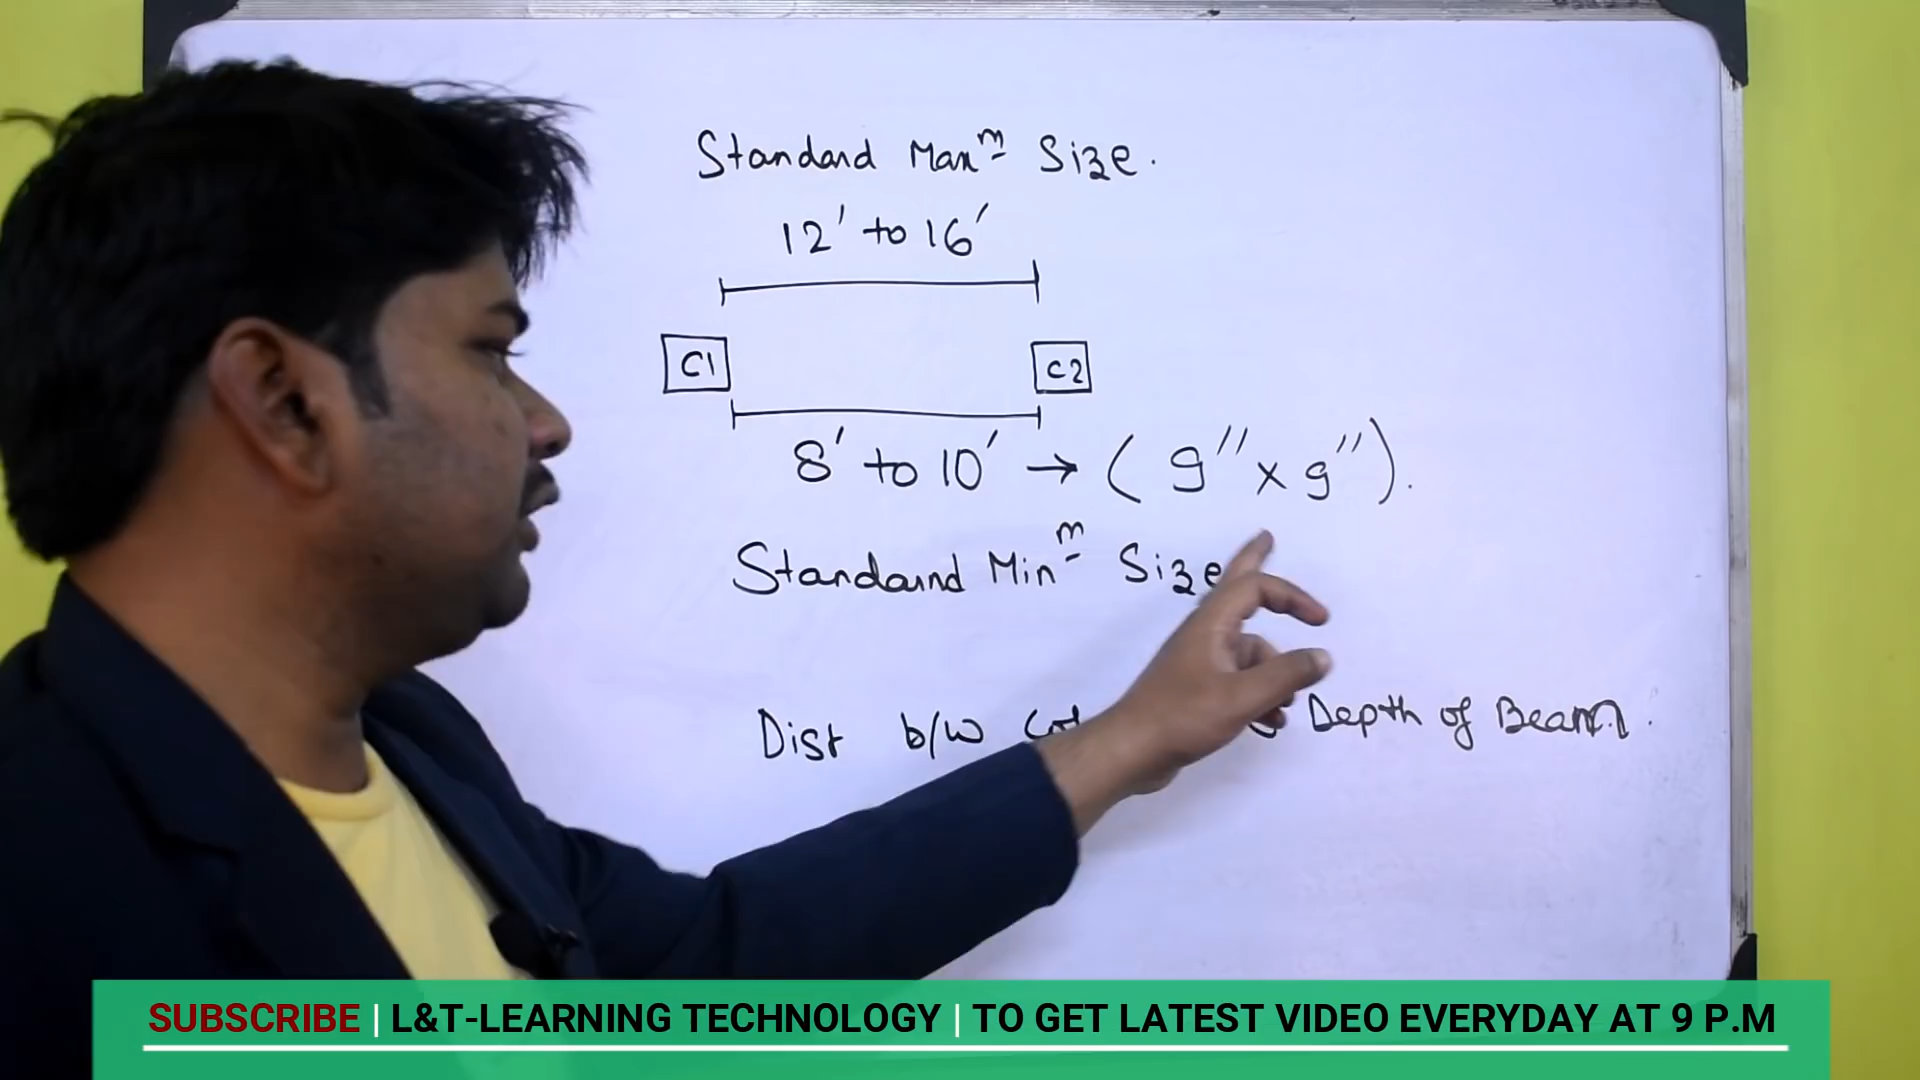 Standard Maxm Size.
12' to 16'
C1
C2
8' to 10' → ( 9" x 9" ).
Standarnd Minm Size
Dist b/w Depth of Beam.
SUBSCRIBE | L&T-LEARNING TECHNOLOGY | TO GET LATEST VIDEO EVERYDAY AT 9 P.M